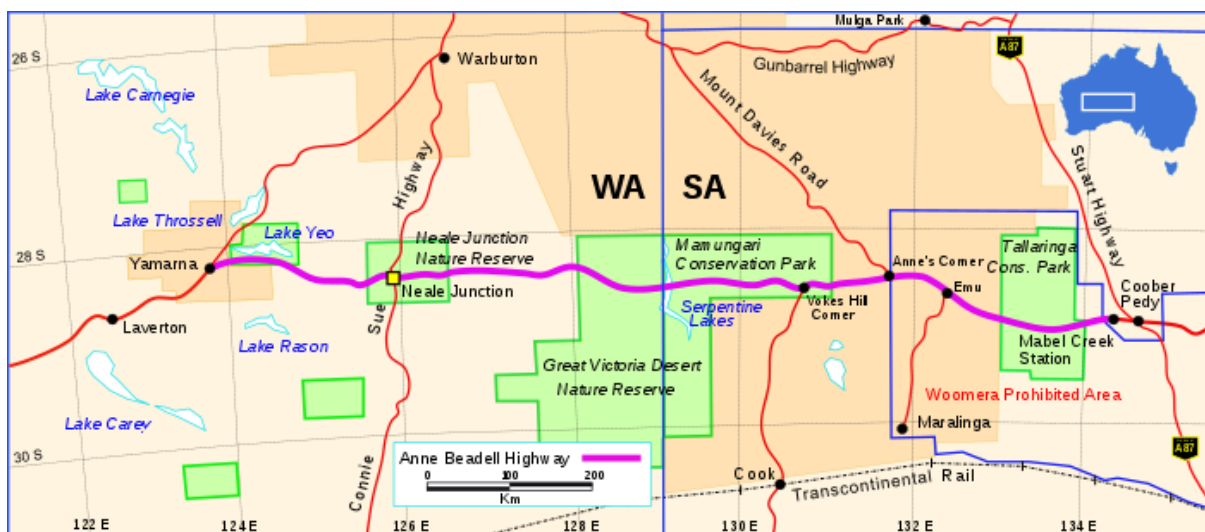 Mulga Park
A87
26 S
Warburton
Gunbarrel Highway
Lake Carnegie
Mount Davies Road
Highway
WA
SA
Stuart Highway
Lake Throssell
Lake Yeo
Neale Junction
Nature Reserve
Mamungari
Conservation Park
Tallaringa
Cons. Park
28 S
Yamarna
Anne's Corner
Emu
Coober
Pedy
Neale Junction
Vokes Hill
Corner
Sue
Serpentine
Lakes
Laverton
Lake Rason
Mabel Creek
Station
Great Victoria Desert
Nature Reserve
Woomera Prohibited Area
Lake Carey
Maralinga
A87
30 S
Anne Beadell Highway
0 100 200
Km
Connie
Cook
Transcontinental Rail
122 E
124 E
126 E
128 E
130 E
132 E
134 E